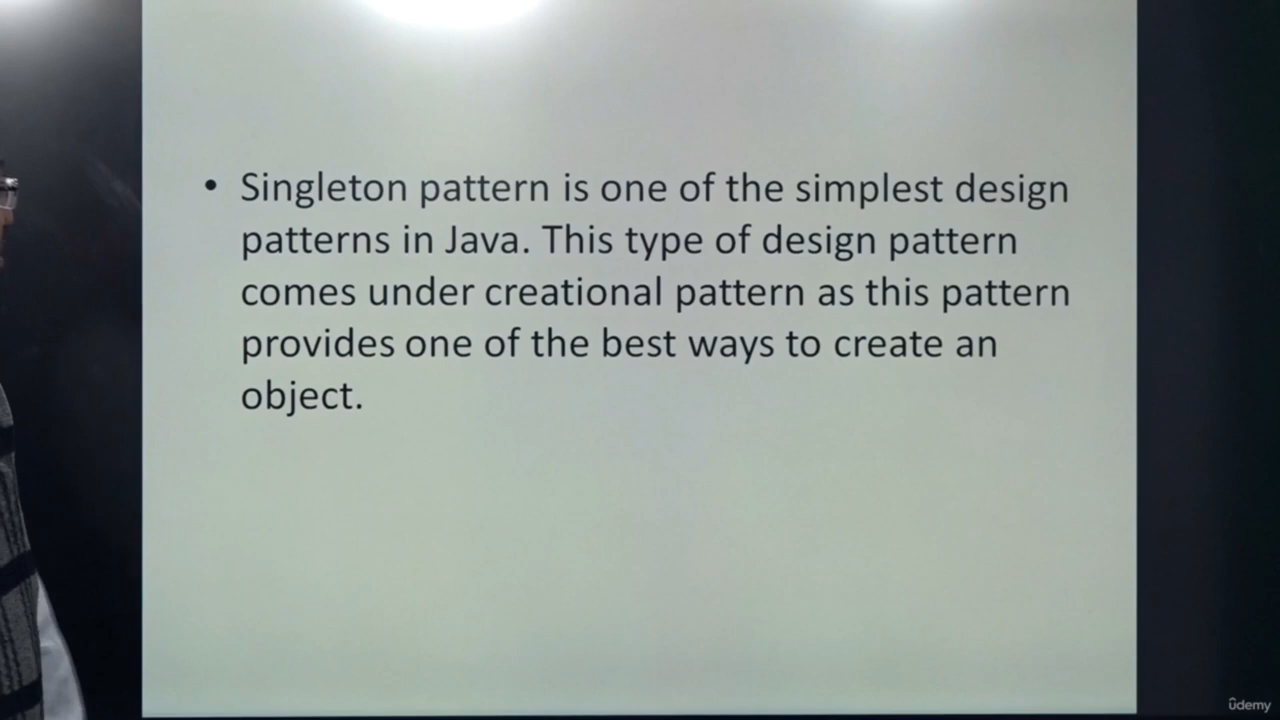 • Singleton pattern is one of the simplest design
patterns in Java. This type of design pattern
comes under creational pattern as this pattern
provides one of the best ways to create an
object.
ûdemy